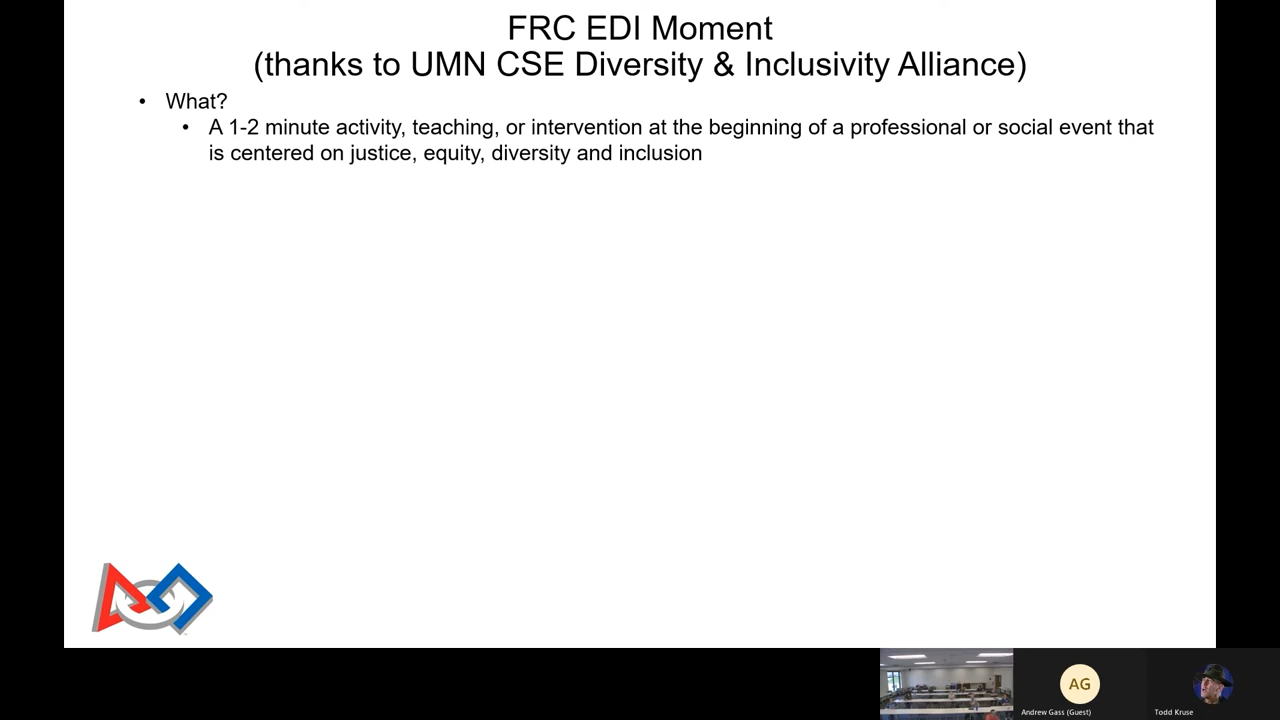 FRC EDI Moment
(thanks to UMN CSE Diversity & Inclusivity Alliance)
• What?
• A 1-2 minute activity, teaching, or intervention at the beginning of a professional or social event that
is centered on justice, equity, diversity and inclusion
AG
Andrew Gass (Guest)
Todd Kruse